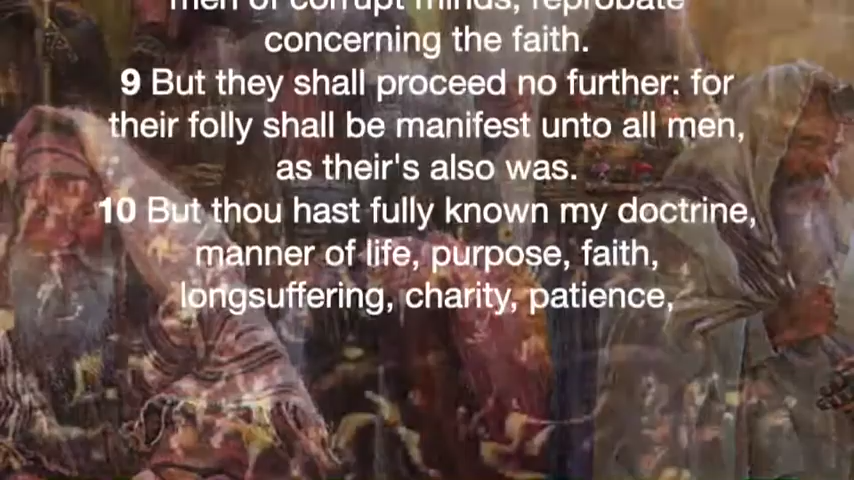 men of corrupt minds, reprobate
concerning the faith.
9 But they shall proceed no further: for
their folly shall be manifest unto all men,
as their's also was.
10 But thou hast fully known my doctrine,
manner of life, purpose, faith,
longsuffering, charity, patience,